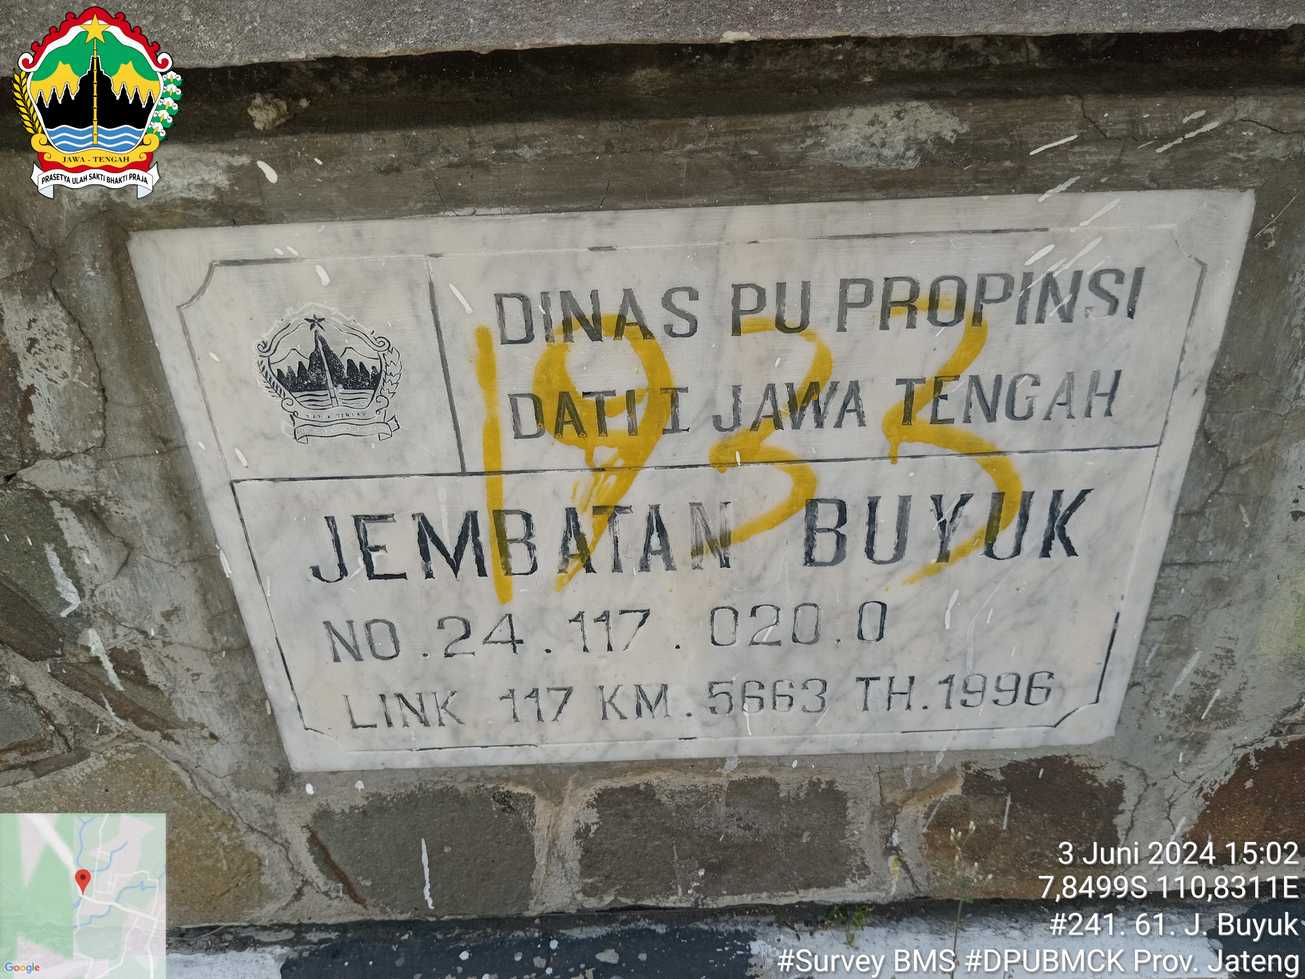 JAWA - TENGAH
PRASETYA ULAH SAKTI BHAKTI PRAJA
DINAS PU PROPINSI
DATI I JAWA TENGAH
1933
JEMBATAN BUYUK
NO. 24. 117. 020. 0
LINK 117 KM. 5663 TH. 1996
3 Juni 2024 15:02
7,8499S 110,8311E
#241. 61. J. Buyuk
#Survey BMS #DPUBMCK Prov. Jateng
Google